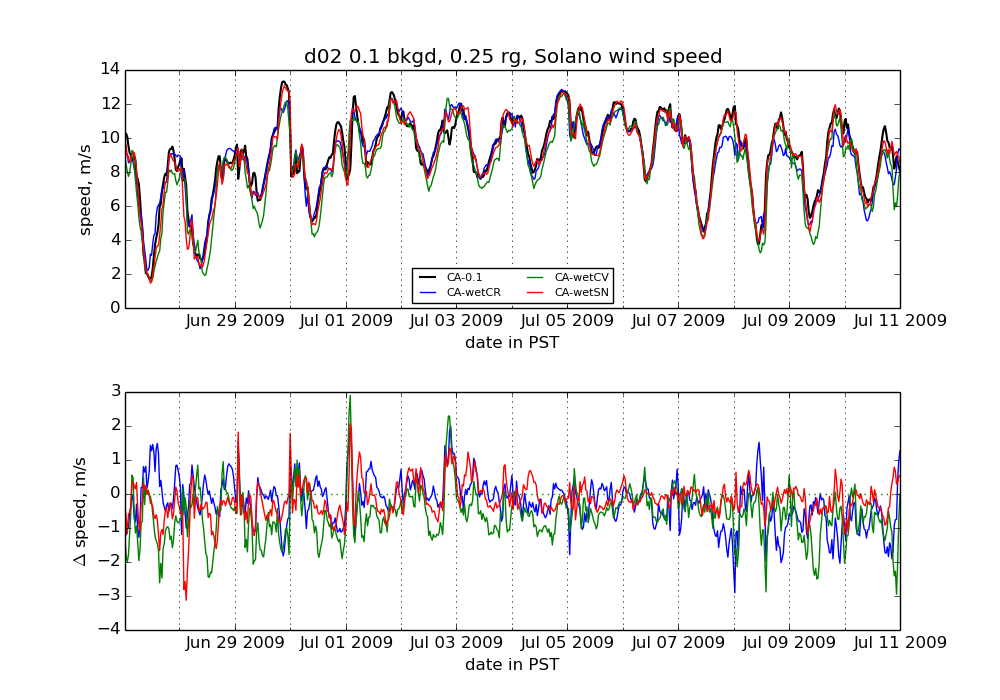 d02 0.1 bkgd, 0.25 rg, Solano wind speed
14
12
10
8
6
4
2
0
speed, m/s
CA-0.1
CA-wetCR
CA-wetCV
CA-wetSN
Jun 29 2009 Jul 01 2009 Jul 03 2009 Jul 05 2009 Jul 07 2009 Jul 09 2009 Jul 11 2009
date in PST
3
2
1
0
−1
−2
−3
−4
Δ speed, m/s
Jun 29 2009 Jul 01 2009 Jul 03 2009 Jul 05 2009 Jul 07 2009 Jul 09 2009 Jul 11 2009
date in PST